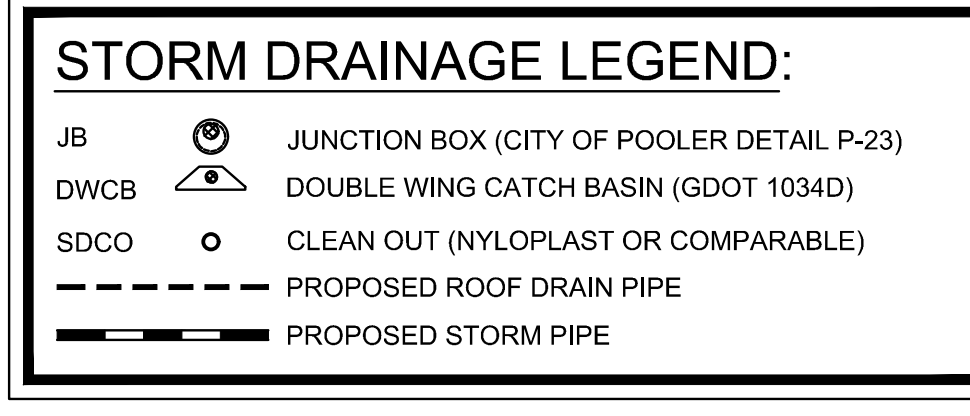 STORM DRAINAGE LEGEND:
JB JUNCTION BOX (CITY OF POOLER DETAIL P-23)
DWCB DOUBLE WING CATCH BASIN (GDOT 1034D)
SDCO CLEAN OUT (NYLOPLAST OR COMPARABLE)
PROPOSED ROOF DRAIN PIPE
PROPOSED STORM PIPE